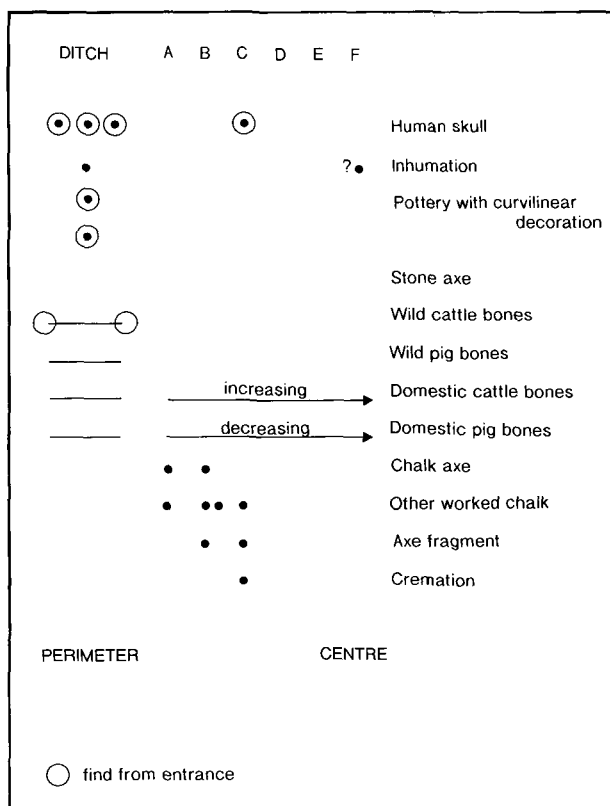 DITCH A B C D E F
Human skull
? Inhumation
Pottery with curvilinear
decoration
Stone axe
Wild cattle bones
Wild pig bones
increasing Domestic cattle bones
decreasing Domestic pig bones
Chalk axe
Other worked chalk
Axe fragment
Cremation
PERIMETER CENTRE
find from entrance